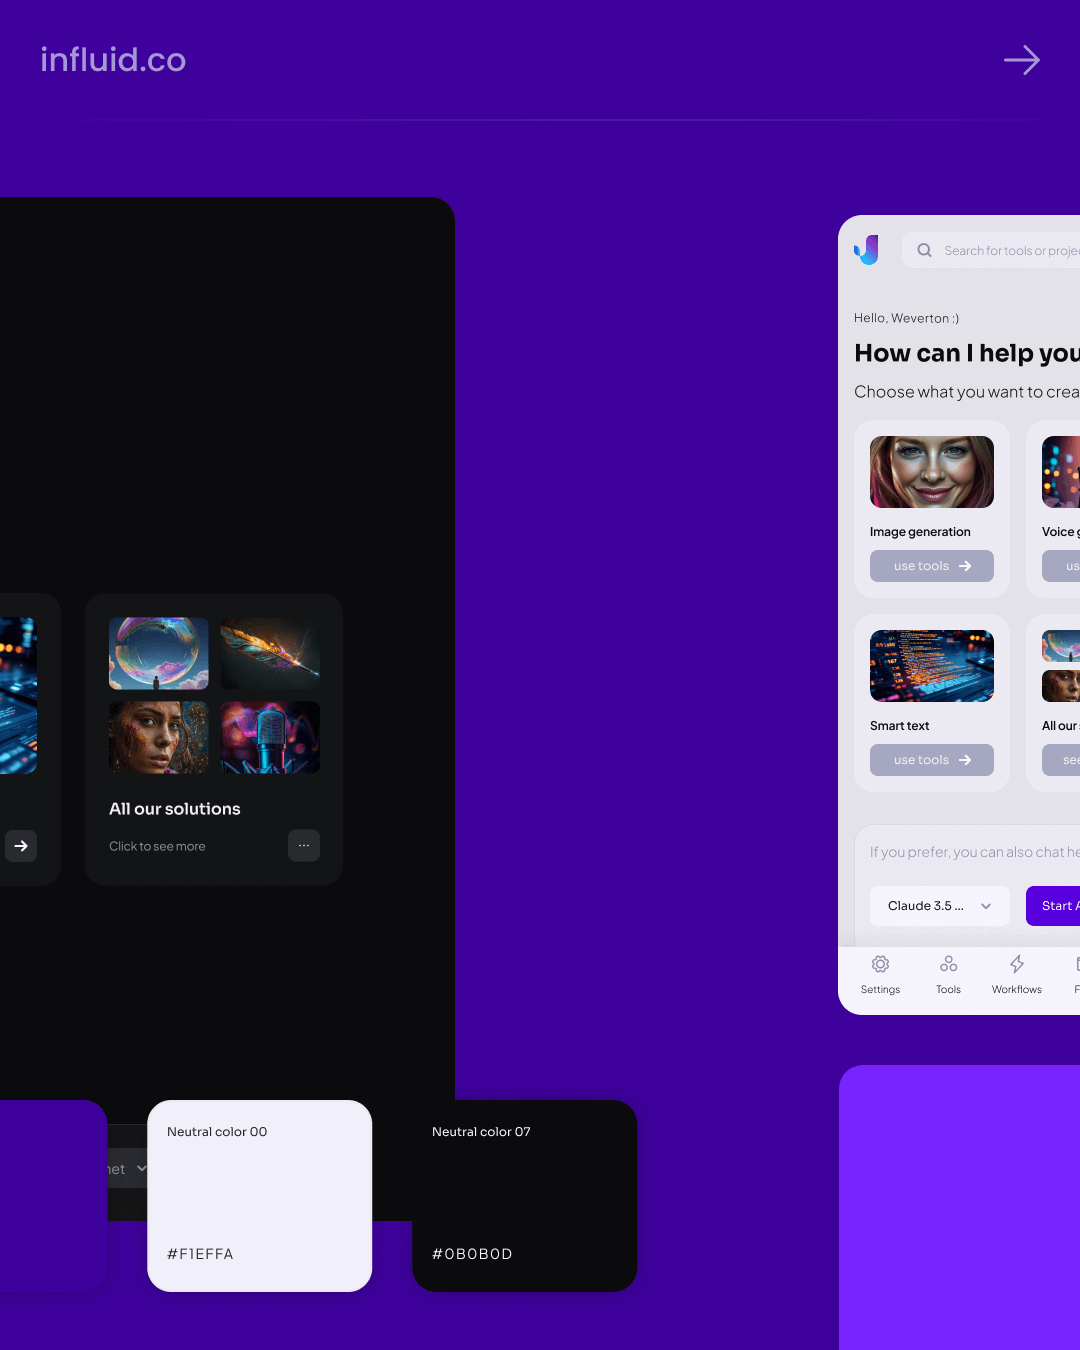 influid.co
Search for tools or projec
Hello, Weverton :)
How can I help you
Choose what you want to crea
Image generation
Voice g
use tools
us
Smart text
All our
use tools
see
If you prefer, you can also chat he
Claude 3.5 ...
Start A
Settings
Tools
Workflows
F
All our solutions
Click to see more
...
net
Neutral color 00
#F1EFFA
Neutral color 07
#0B0B0D